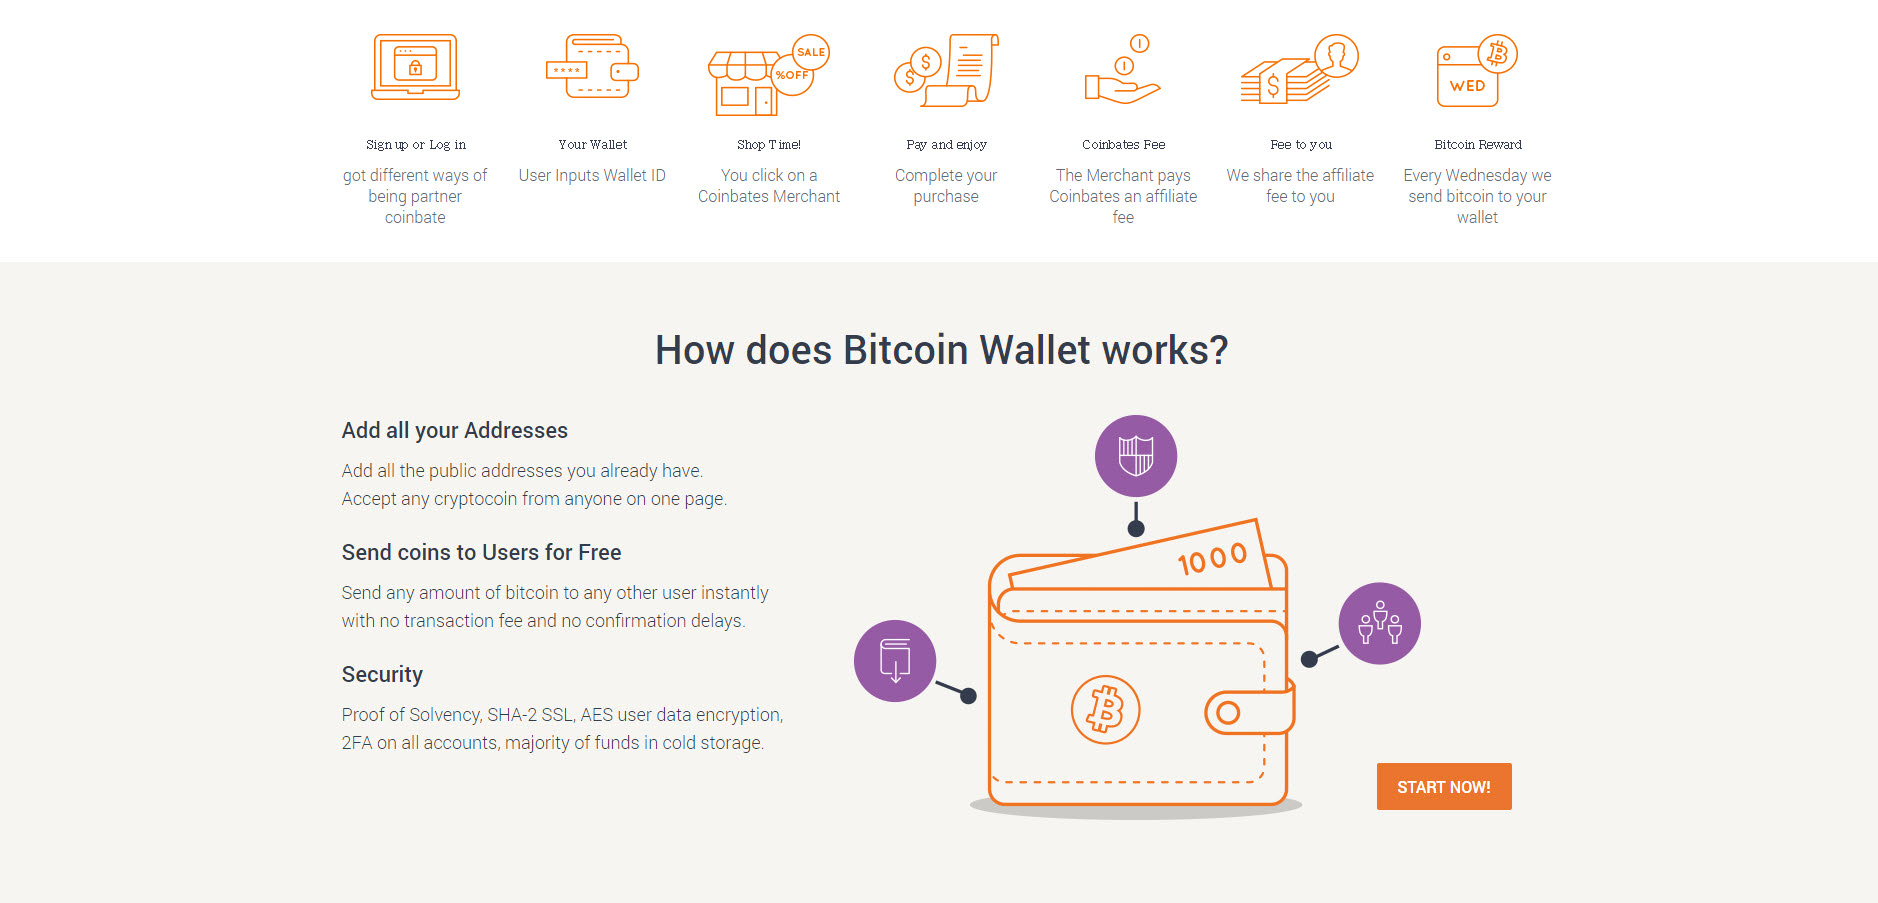 SALE
%OFF
****
WED
Sign up or Log in
got different ways of
being partner
coinbate
Your Wallet
User Inputs Wallet ID
Shop Time!
You click on a
Coinbates Merchant
Pay and enjoy
Complete your
purchase
Coinbates Fee
The Merchant pays
Coinbates an affiliate
fee
Fee to you
We share the affiliate
fee to you
Bitcoin Reward
Every Wednesday we
send bitcoin to your
wallet
How does Bitcoin Wallet works?
Add all your Addresses
Add all the public addresses you already have.
Accept any cryptocoin from anyone on one page.
Send coins to Users for Free
Send any amount of bitcoin to any other user instantly
with no transaction fee and no confirmation delays.
Security
Proof of Solvency, SHA-2 SSL, AES user data encryption,
2FA on all accounts, majority of funds in cold storage.
1000
START NOW!